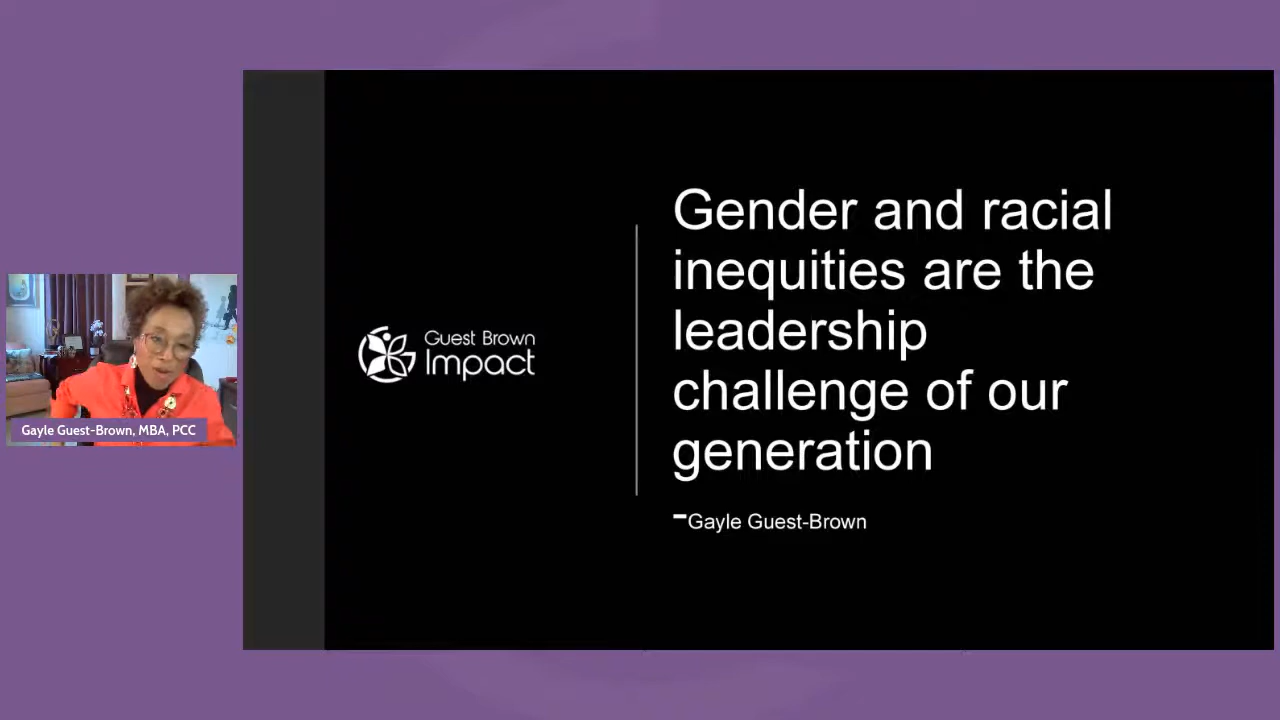 Gayle Guest-Brown, MBA, PCC
Guest Brown
Impact
Gender and racial
inequities are the
leadership
challenge of our
generation
-Gayle Guest-Brown